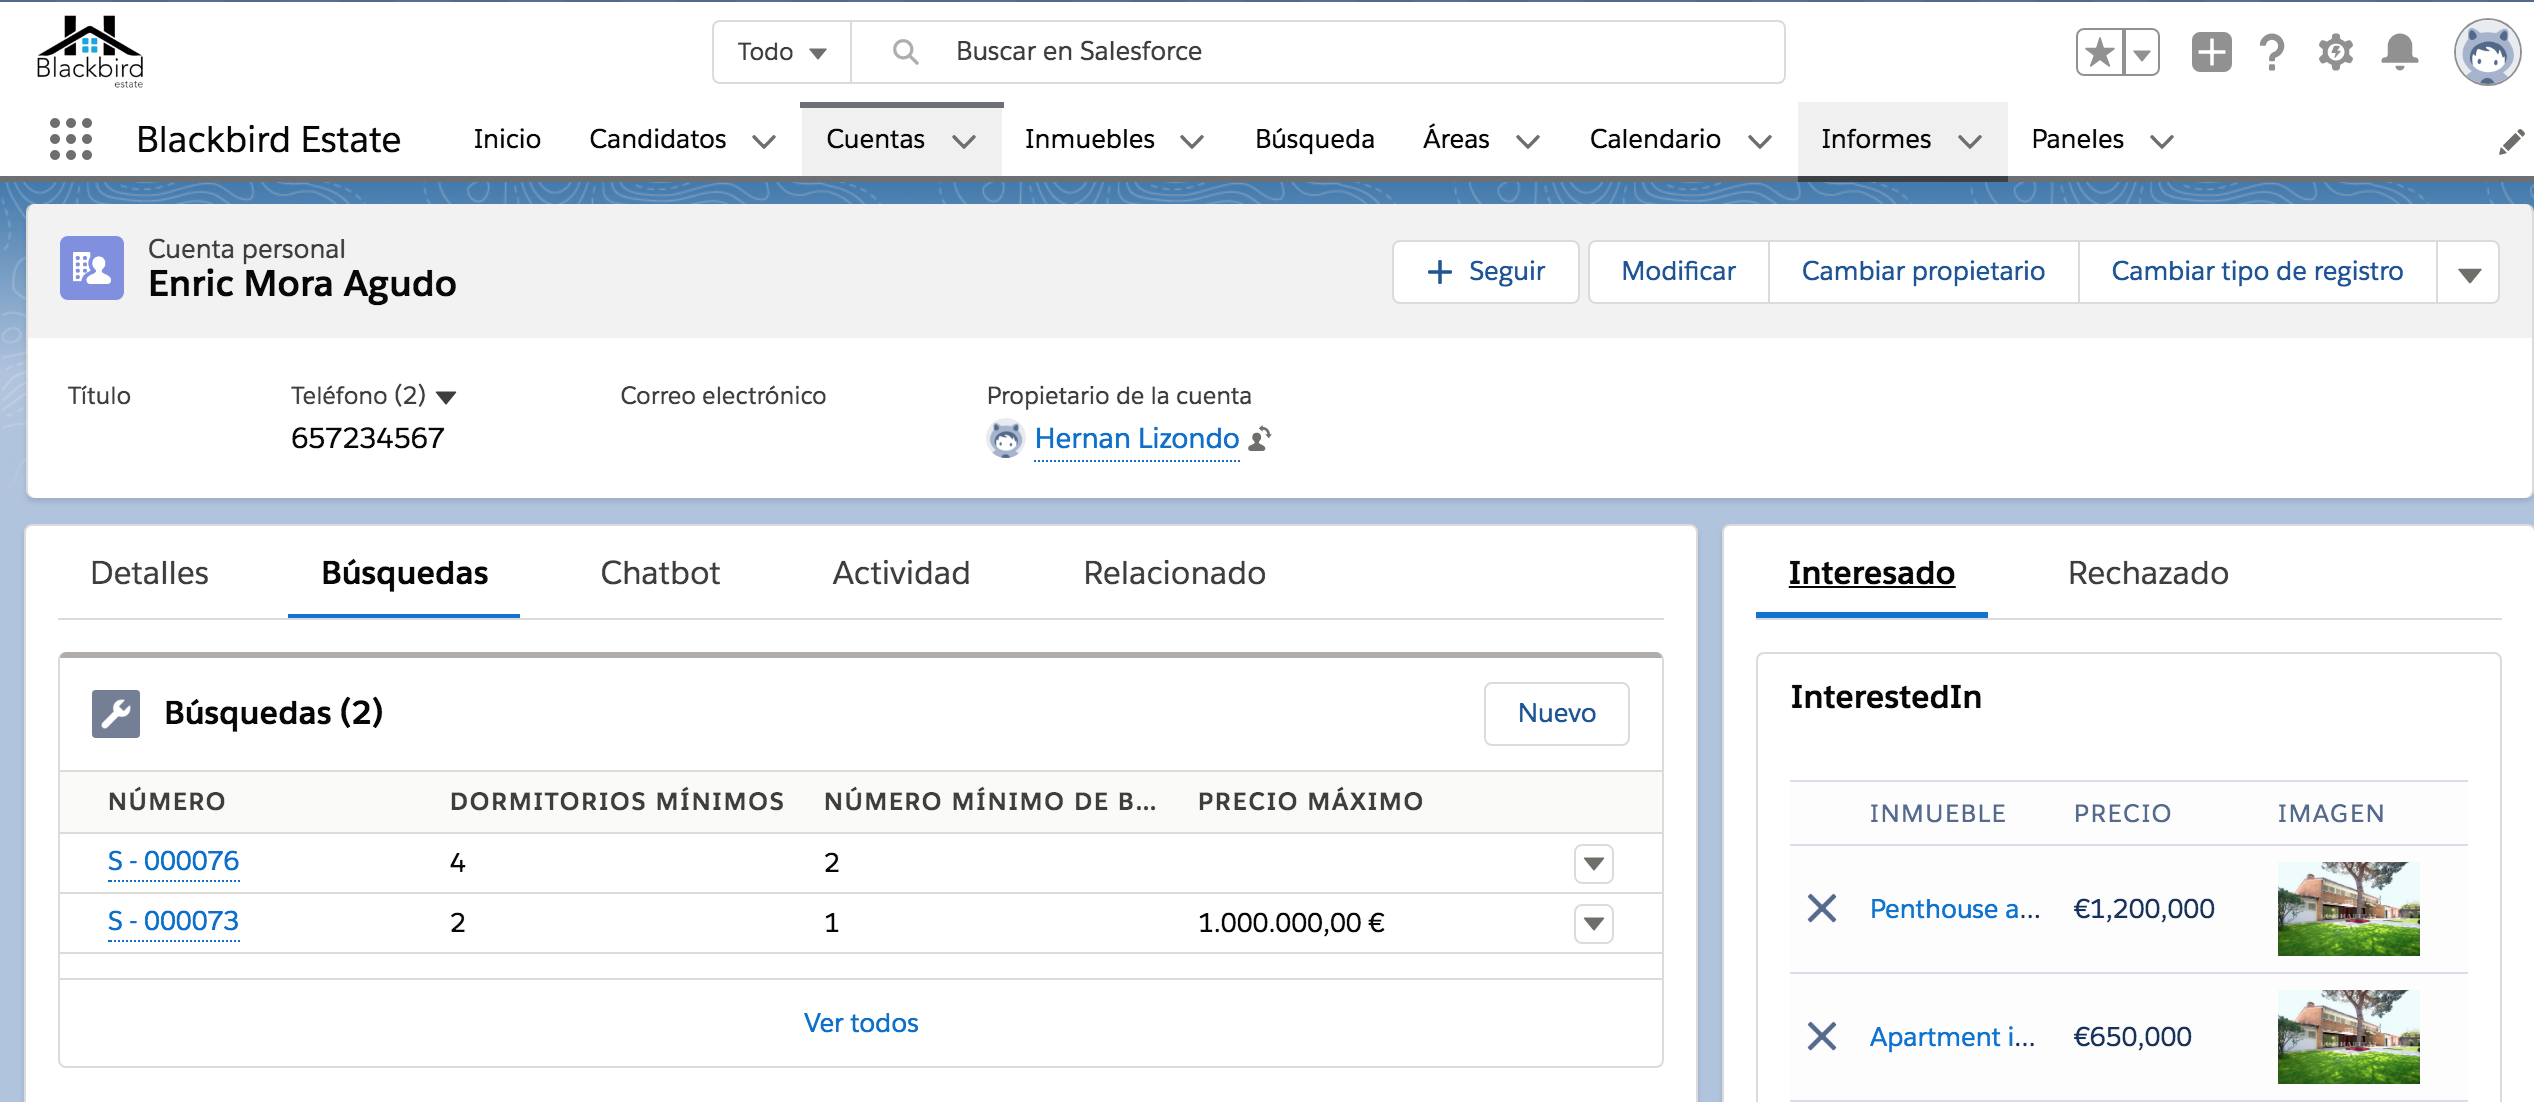 Blackbird
estate
Todo
Buscar en Salesforce
Blackbird Estate
Inicio
Candidatos
Cuentas
Inmuebles
Búsqueda
Áreas
Calendario
Informes
Paneles
Cuenta personal
Enric Mora Agudo
Seguir
Modificar
Cambiar propietario
Cambiar tipo de registro
Título
Teléfono (2)
657234567
Correo electrónico
Propietario de la cuenta
Hernan Lizondo
Detalles
Búsquedas
Chatbot
Actividad
Relacionado
Búsquedas (2)
Nuevo
NÚMERO
DORMITORIOS MÍNIMOS
NÚMERO MÍNIMO DE B...
PRECIO MÁXIMO
S - 000076
4
2
S - 000073
2
1
1.000.000,00 €
Ver todos
Interesado
Rechazado
InterestedIn
INMUEBLE
PRECIO
IMAGEN
Penthouse a...
€1,200,000
Apartment i...
€650,000